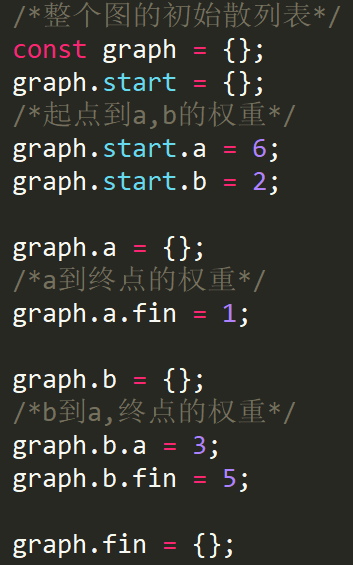 /*整个图的初始散列表*/
const graph = {};
graph.start = {};
/*起点到a,b的权重*/
graph.start.a = 6;
graph.start.b = 2;
graph.a = {};
/*a到终点的权重*/
graph.a.fin = 1;
graph.b = {};
/*b到a,终点的权重*/
graph.b.a = 3;
graph.b.fin = 5;
graph.fin = {};